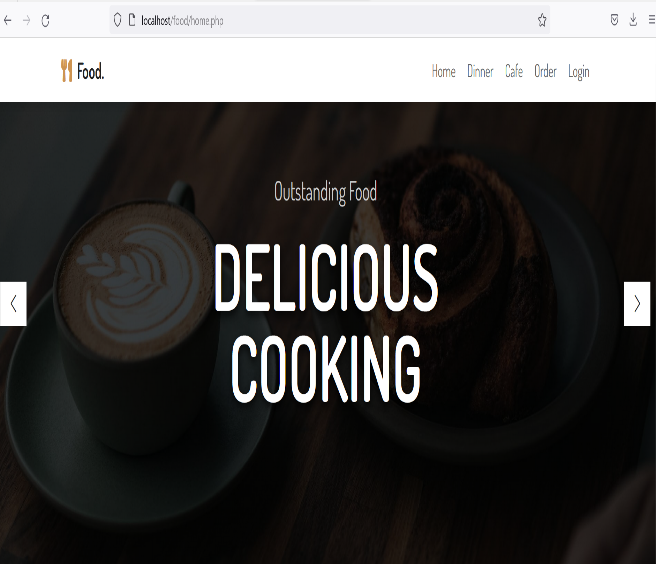 localhost/food/home.php
Food.
Home Dinner Cafe Order Login
Outstanding Food
DELICIOUS
COOKING